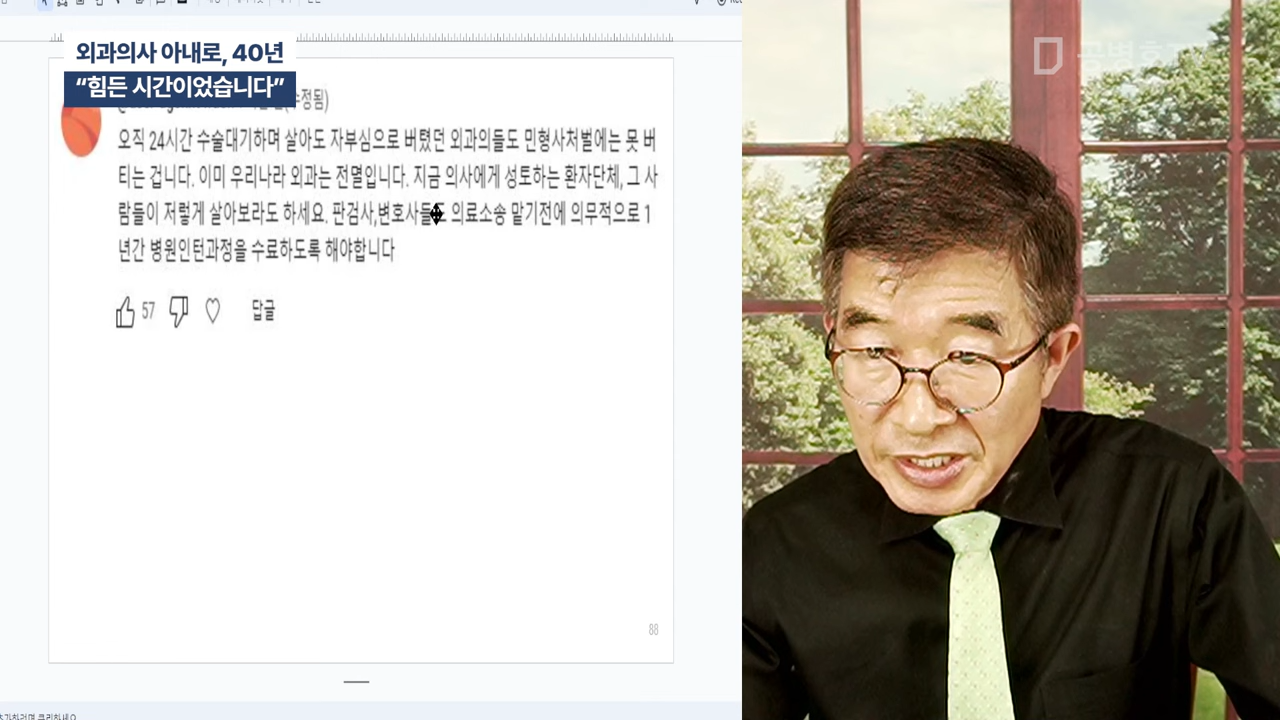 외과의사 아내로, 40년
“힘든 시간이었습니다”
오직 24시간 수술대기하며 살아도 자부심으로 버텼던 외과의들도 민형사처벌에는 못 버
티는 겁니다. 이미 우리나라 외과는 전멸입니다. 지금 의사에게 성토하는 환자단체, 그 사
람들이 저렇게 살아보라도 하세요. 판검사,변호사들도 의료소송 맡기전에 의무적으로 1
년간 병원인턴과정을 수료하도록 해야합니다
57
답글
88